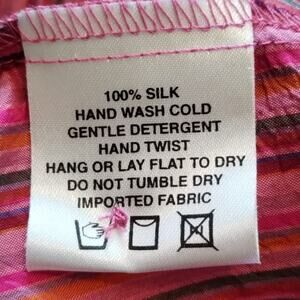 100% SILK
HAND WASH COLD
GENTLE DETERGENT
HAND TWIST
HANG OR LAY FLAT TO DRY
DO NOT TUMBLE DRY
IMPORTED FABRIC